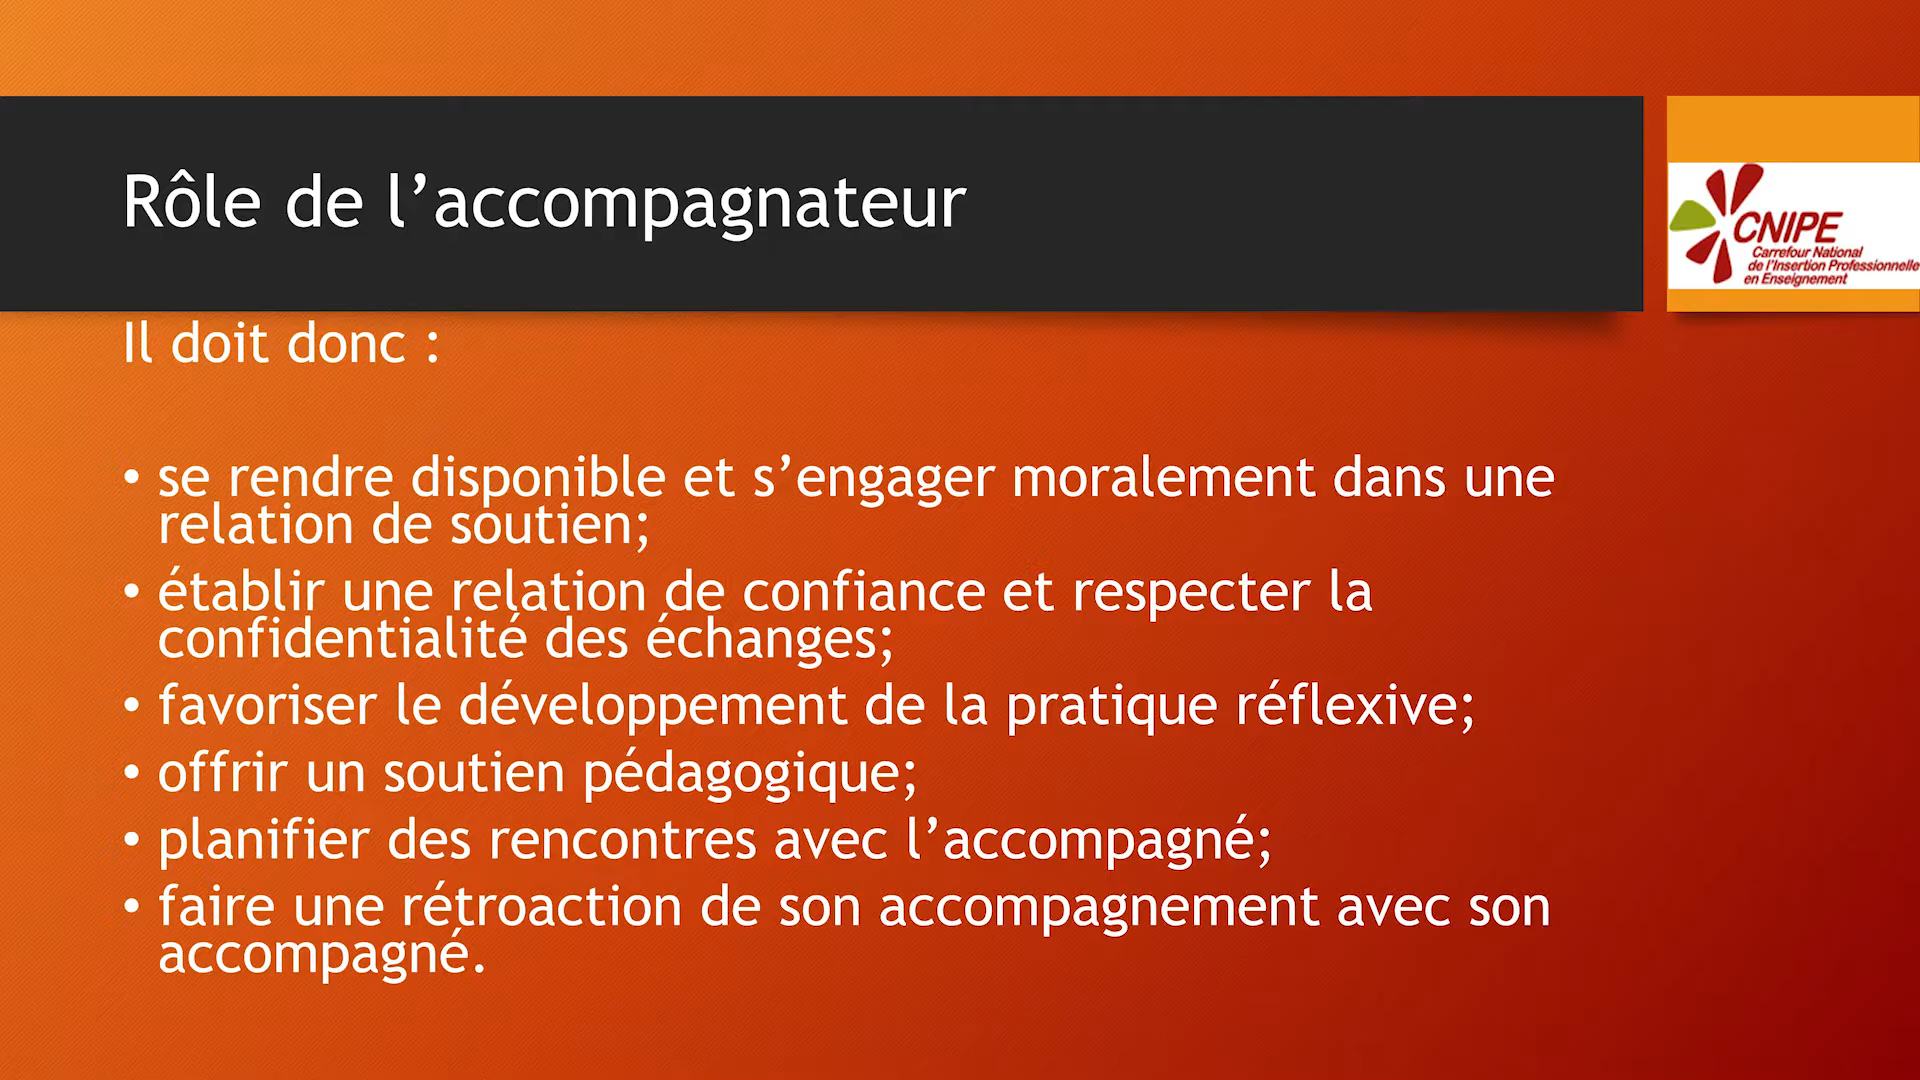 Rôle de l’accompagnateur
CNIPE
Carrefour National
de l'Insertion Professionnelle
en Enseignement
Il doit donc :
• se rendre disponible et s’engager moralement dans une
relation de soutien;
• établir une relation de confiance et respecter la
confidentialité des échanges;
• favoriser le développement de la pratique réflexive;
• offrir un soutien pédagogique;
• planifier des rencontres avec l’accompagné;
• faire une rétroaction de son accompagnement avec son
accompagné.